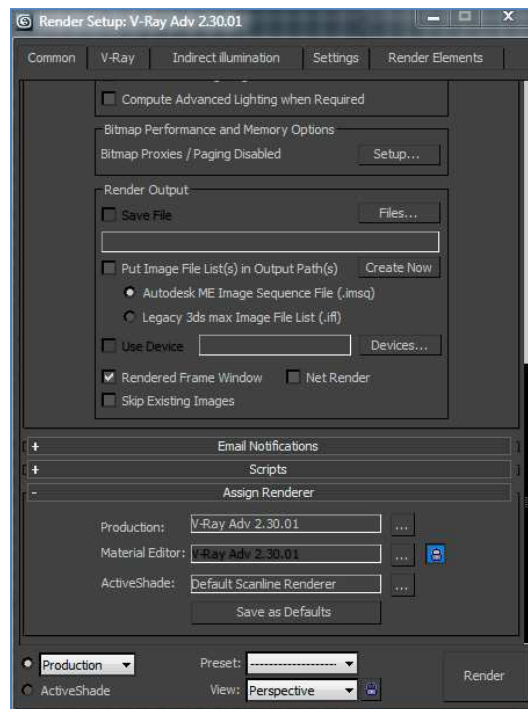 Render Setup: V-Ray Adv 2.30.01
Common V-Ray Indirect illumination Settings Render Elements
Compute Advanced Lighting when Required
Bitmap Performance and Memory Options
Bitmap Proxies / Paging Disabled Setup...
Render Output
Save File Files...
Put Image File List(s) in Output Path(s) Create Now
Autodesk ME Image Sequence File (.imsq)
Legacy 3ds max Image File List (.ifl)
Use Device Devices...
Rendered Frame Window Net Render
Skip Existing Images
+ Email Notifications
+ Scripts
- Assign Renderer
Production: V-Ray Adv 2.30.01 ...
Material Editor: V-Ray Adv 2.30.01 ...
ActiveShade: Default Scanline Renderer ...
Save as Defaults
Production Preset: --------------------
ActiveShade View: Perspective Render